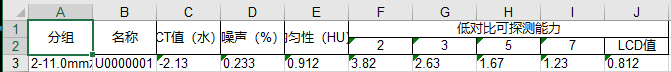 A B C D E F G H I J
1 分组 名称 CT值（水） 噪声（%） 匀性（HU） 低对比可探测能力
2 2 3 5 7 LCD值
3 2-11.0mm U0000001 -2.13 0.233 0.912 3.82 2.63 1.67 1.23 0.812